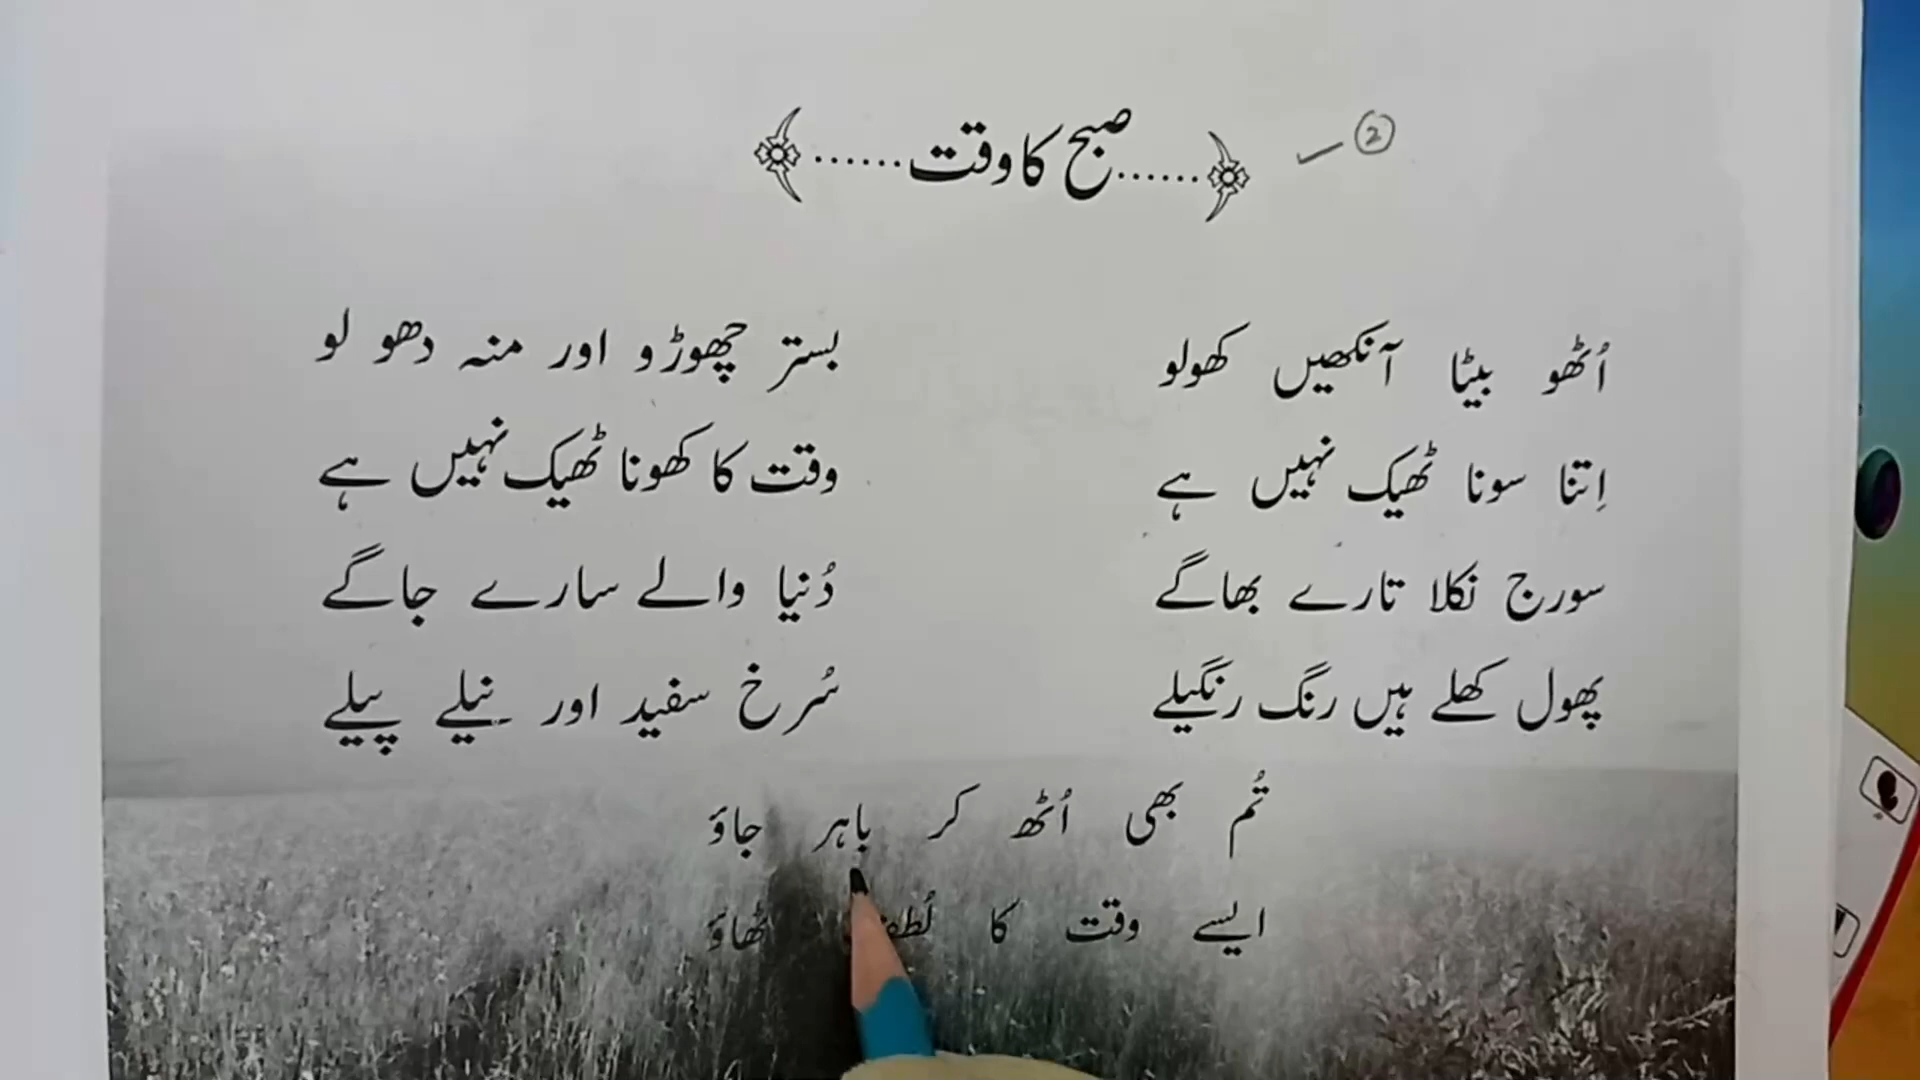 صبح کا وقت
2
اُٹھو بیٹا آنکھیں کھولو بستر چھوڑو اور منہ دھو لو
اِتنا سونا ٹھیک نہیں ہے وقت کا کھونا ٹھیک نہیں ہے
سورج نکلا تارے بھاگے دُنیا والے سارے جاگے
پھول کھلے ہیں رنگ رنگیلے سُرخ سفید اور نیلے پیلے
تُم بھی اُٹھ کر باہر جاؤ
ایسے وقت کا